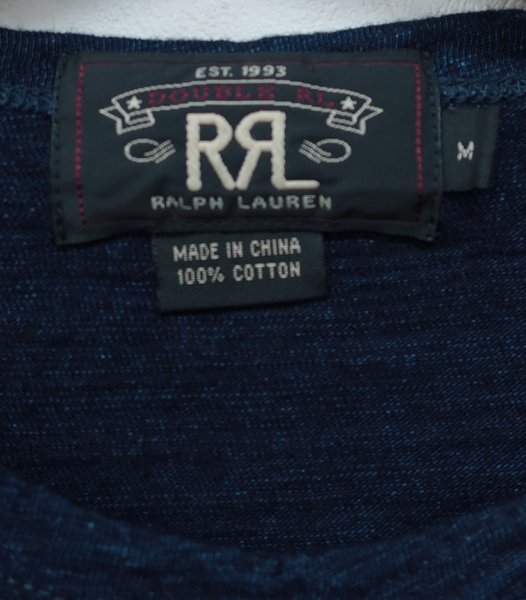 EST. 1993
DOUBLE RL
RRL
RALPH LAUREN
M
MADE IN CHINA
100% COTTON